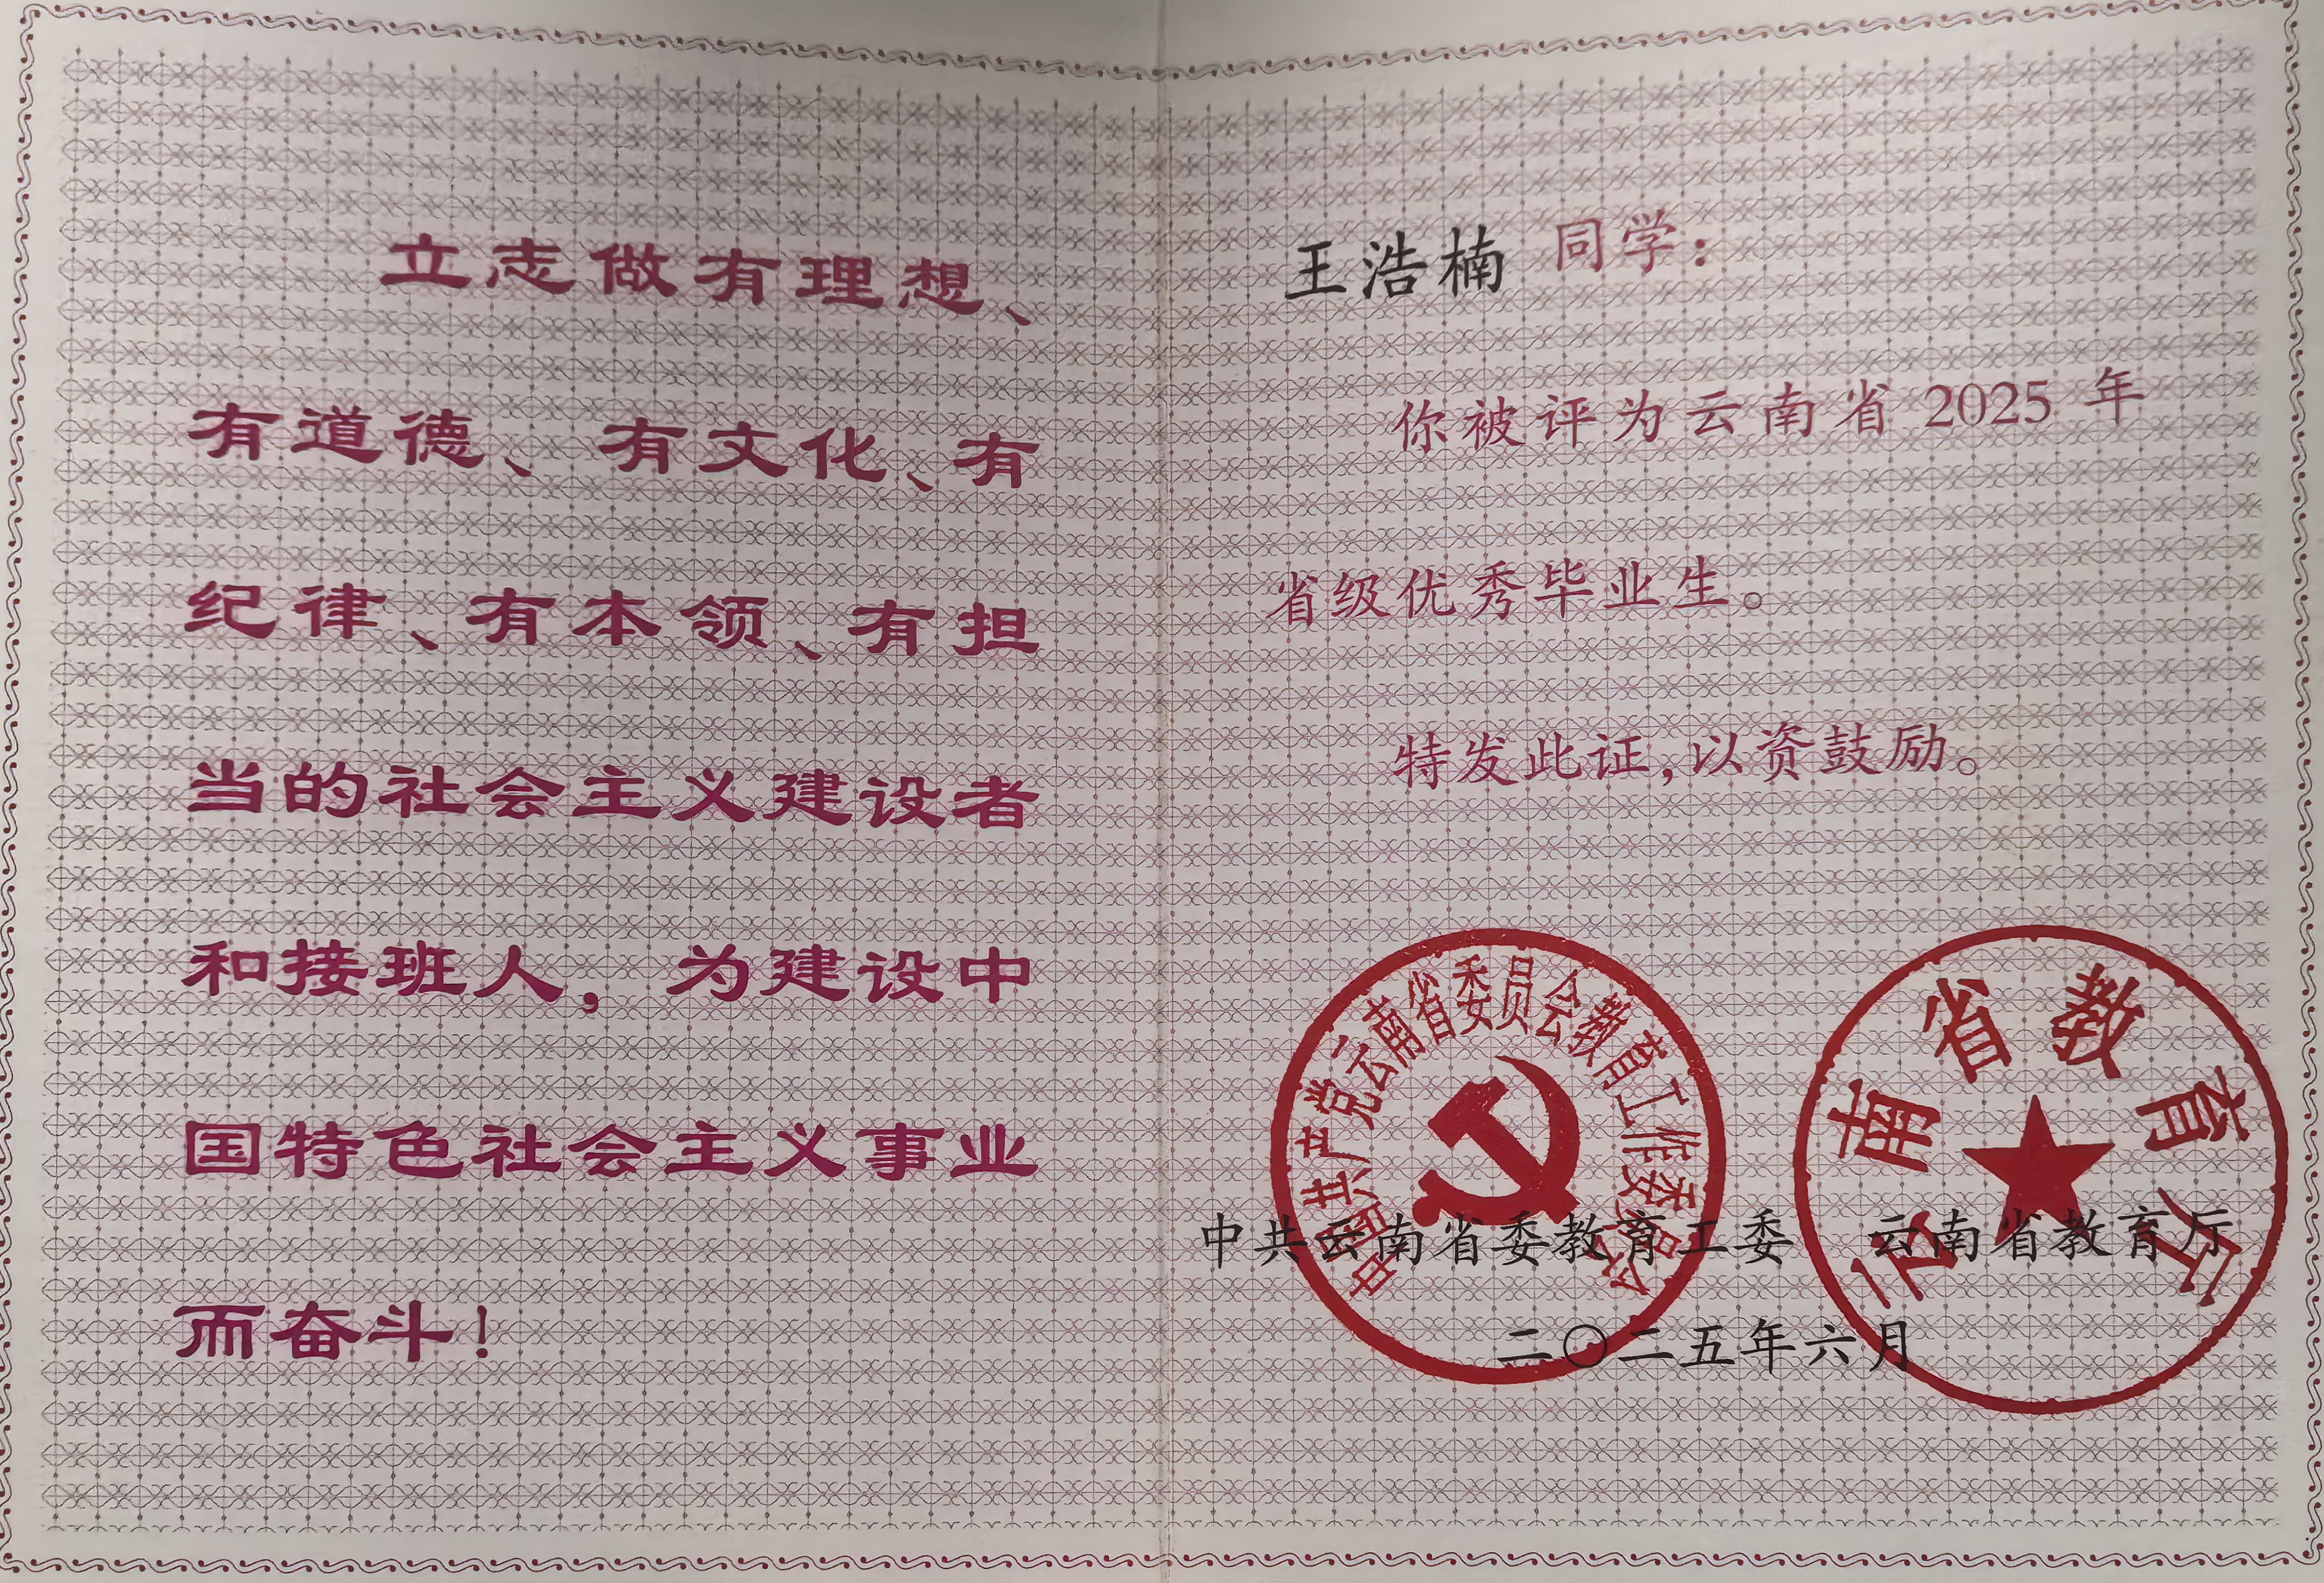 立志做有理想、
有道德、有文化、有
纪律、有本领、有担
当的社会主义建设者
和接班人，为建设中
国特色社会主义事业
而奋斗！
王浩楠 同学：
你被评为云南省 2025 年
省级优秀毕业生。
特发此证，以资鼓励。
中国共产党云南省委员会教育工作委员会
云南省教育厅
中共云南省委教育工委 云南省教育厅
二〇二五年六月